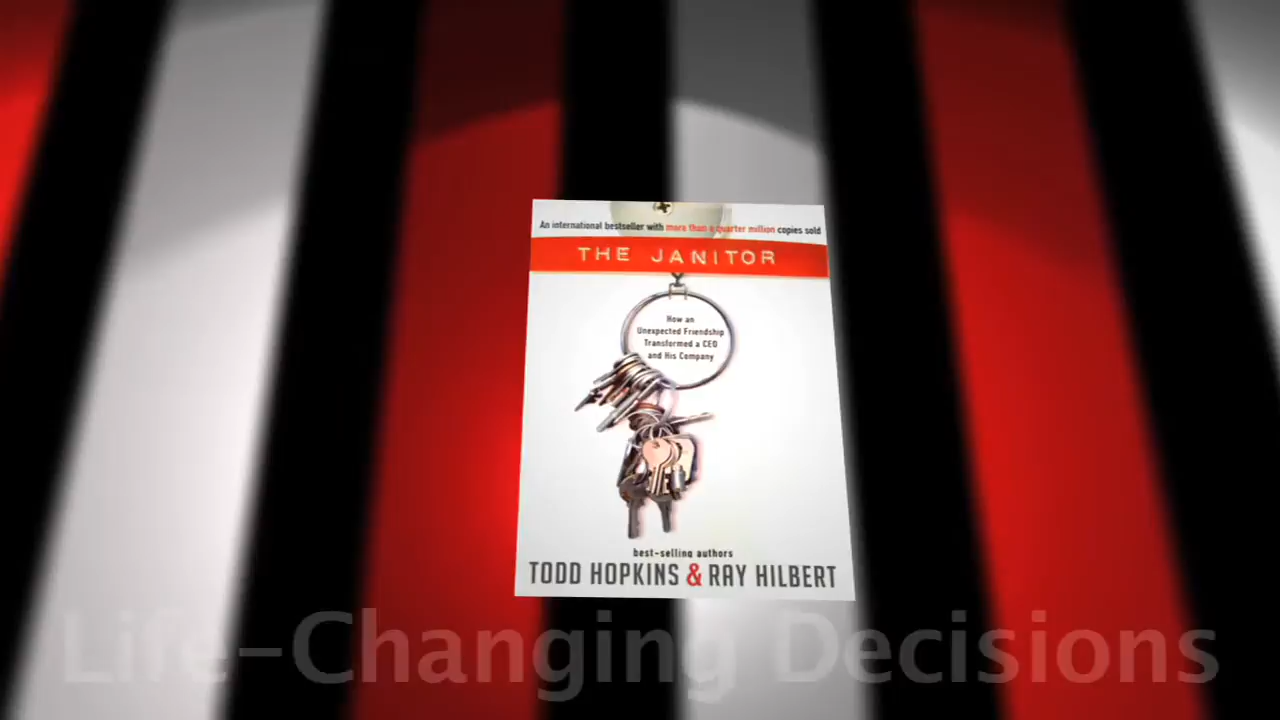 An international bestseller with more than a quarter million copies sold
THE JANITOR
How an
Unexpected Friendship
Transformed a CEO
and His Company
best-selling authors
TODD HOPKINS & RAY HILBERT
Life-Changing Decisions